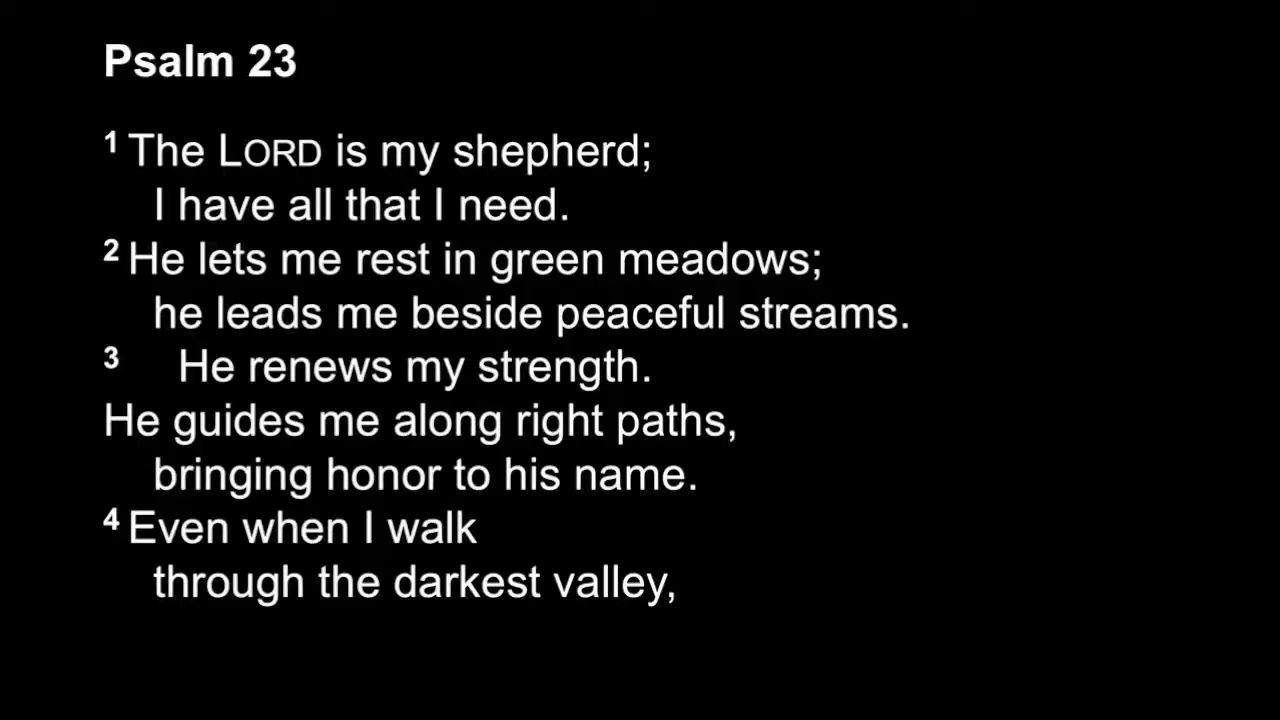 Psalm 23
1 The LORD is my shepherd;
I have all that I need.
2 He lets me rest in green meadows;
he leads me beside peaceful streams.
3 He renews my strength.
He guides me along right paths,
bringing honor to his name.
4 Even when I walk
through the darkest valley,